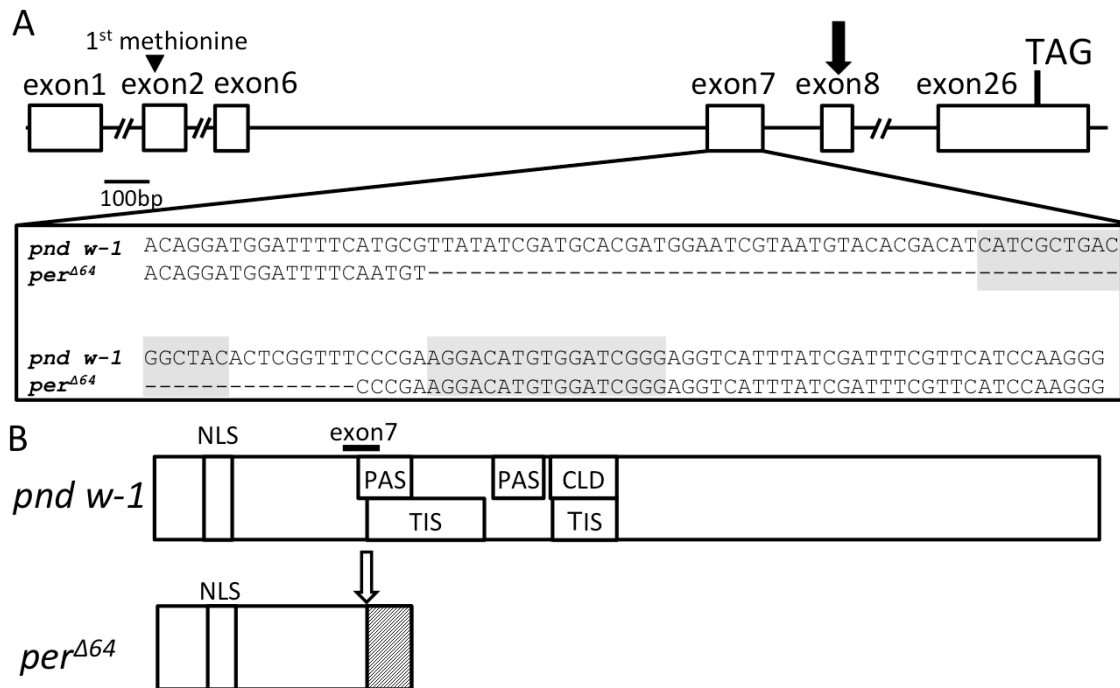 A
1st methionine
exon1 exon2 exon6 exon7 exon8 exon26 TAG
100bp
pnd w-1 ACAGGATGGATTTTCATGCGTTATATCGATGCACGATGGAATCGTAATGTACACGACATCATCGCTGAC
perΔ64 ACAGGATGGATTTTCAATGT-------------------------------------------------
pnd w-1 GGCTACACTCGGTTTCCCGAAGGACATGTGGATCGGGAGGTCATTTATCGATTTCGTTCATCCAAGGG
perΔ64 ---------------CCCGAAGGACATGTGGATCGGGAGGTCATTTATCGATTTCGTTCATCCAAGGG
B
NLS exon7
pnd w-1 PAS PAS CLD
TIS TIS
NLS
perΔ64